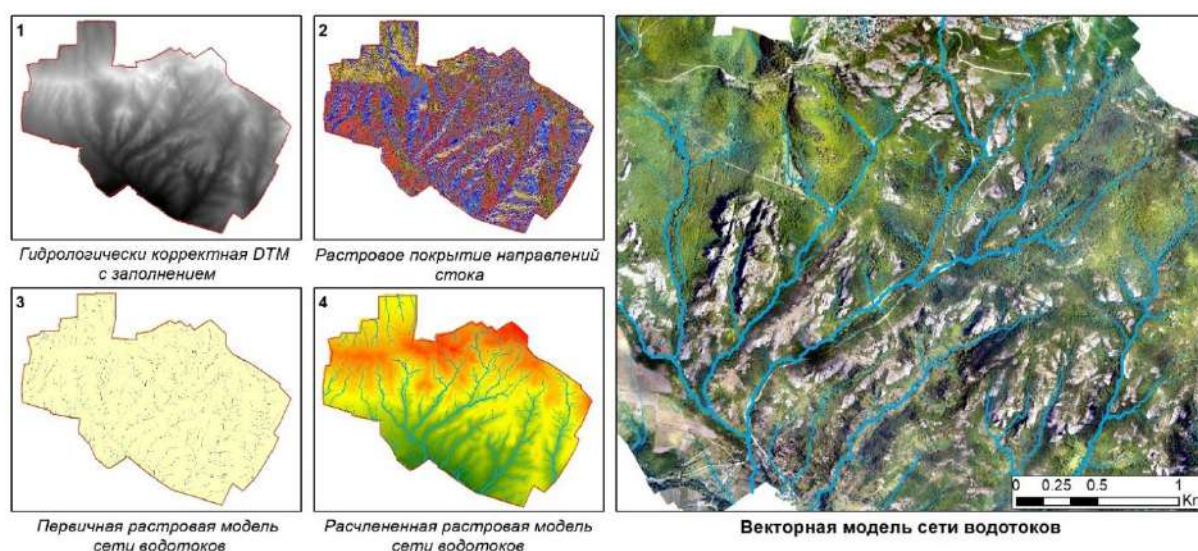 1
2
Гидрологически корректная DTM
с заполнением
Растровое покрытие направлений
стока
3
4
Первичная растровая модель
сети водотоков
Расчлененная растровая модель
сети водотоков
0 0.25 0.5 1
Векторная модель сети водотоков